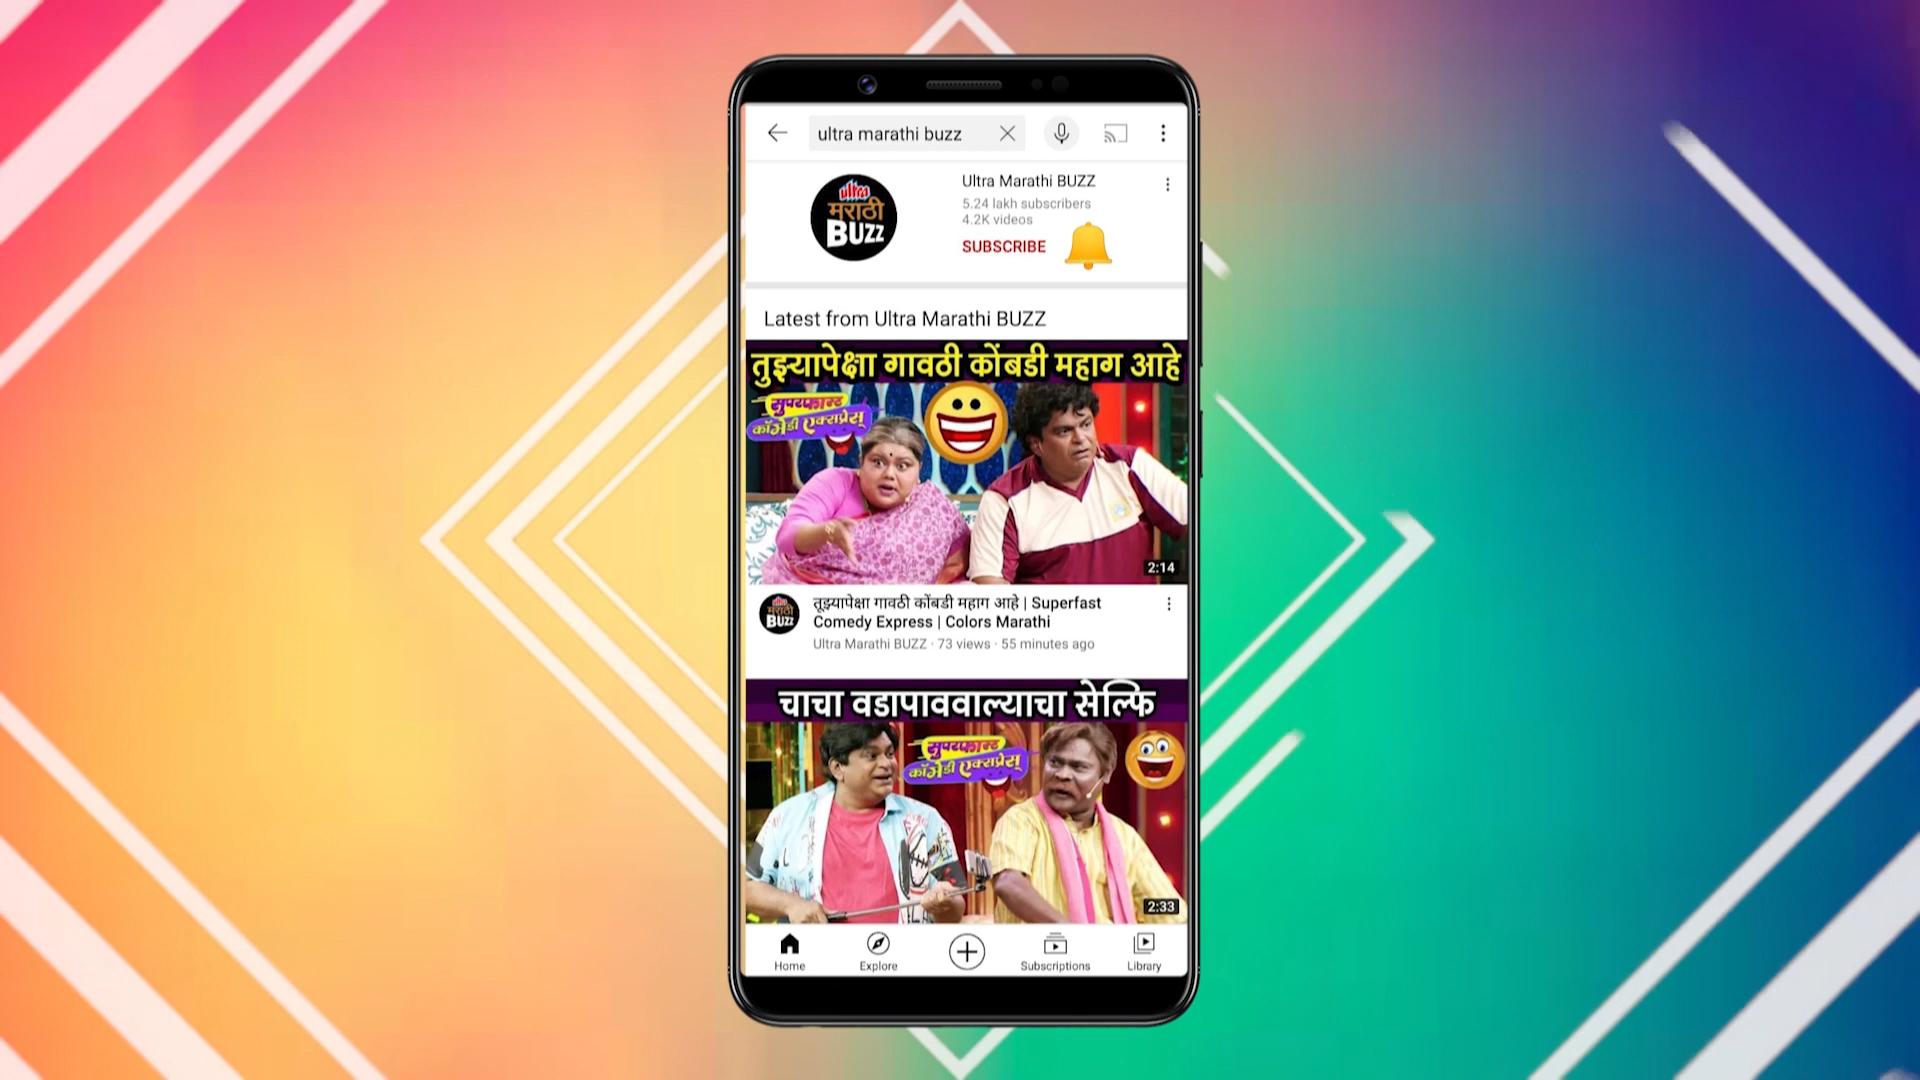 ultra marathi buzz
ultra
मराठी
BUZZ
Ultra Marathi BUZZ
5.24 lakh subscribers
4.2K videos
SUBSCRIBE
Latest from Ultra Marathi BUZZ
तुझ्यापेक्षा गावठी कोंबडी महाग आहे
सुपरफास्ट
कॉमेडी एक्सप्रेस्
2:14
ultra
मराठी
BUZZ
तूझ्यापेक्षा गावठी कोंबडी महाग आहे | Superfast
Comedy Express | Colors Marathi
Ultra Marathi BUZZ · 73 views · 55 minutes ago
चाचा वडापाववाल्याचा सेल्फि
सुपरफास्ट
कॉमेडी एक्सप्रेस्
2:33
Home
Explore
Subscriptions
Library